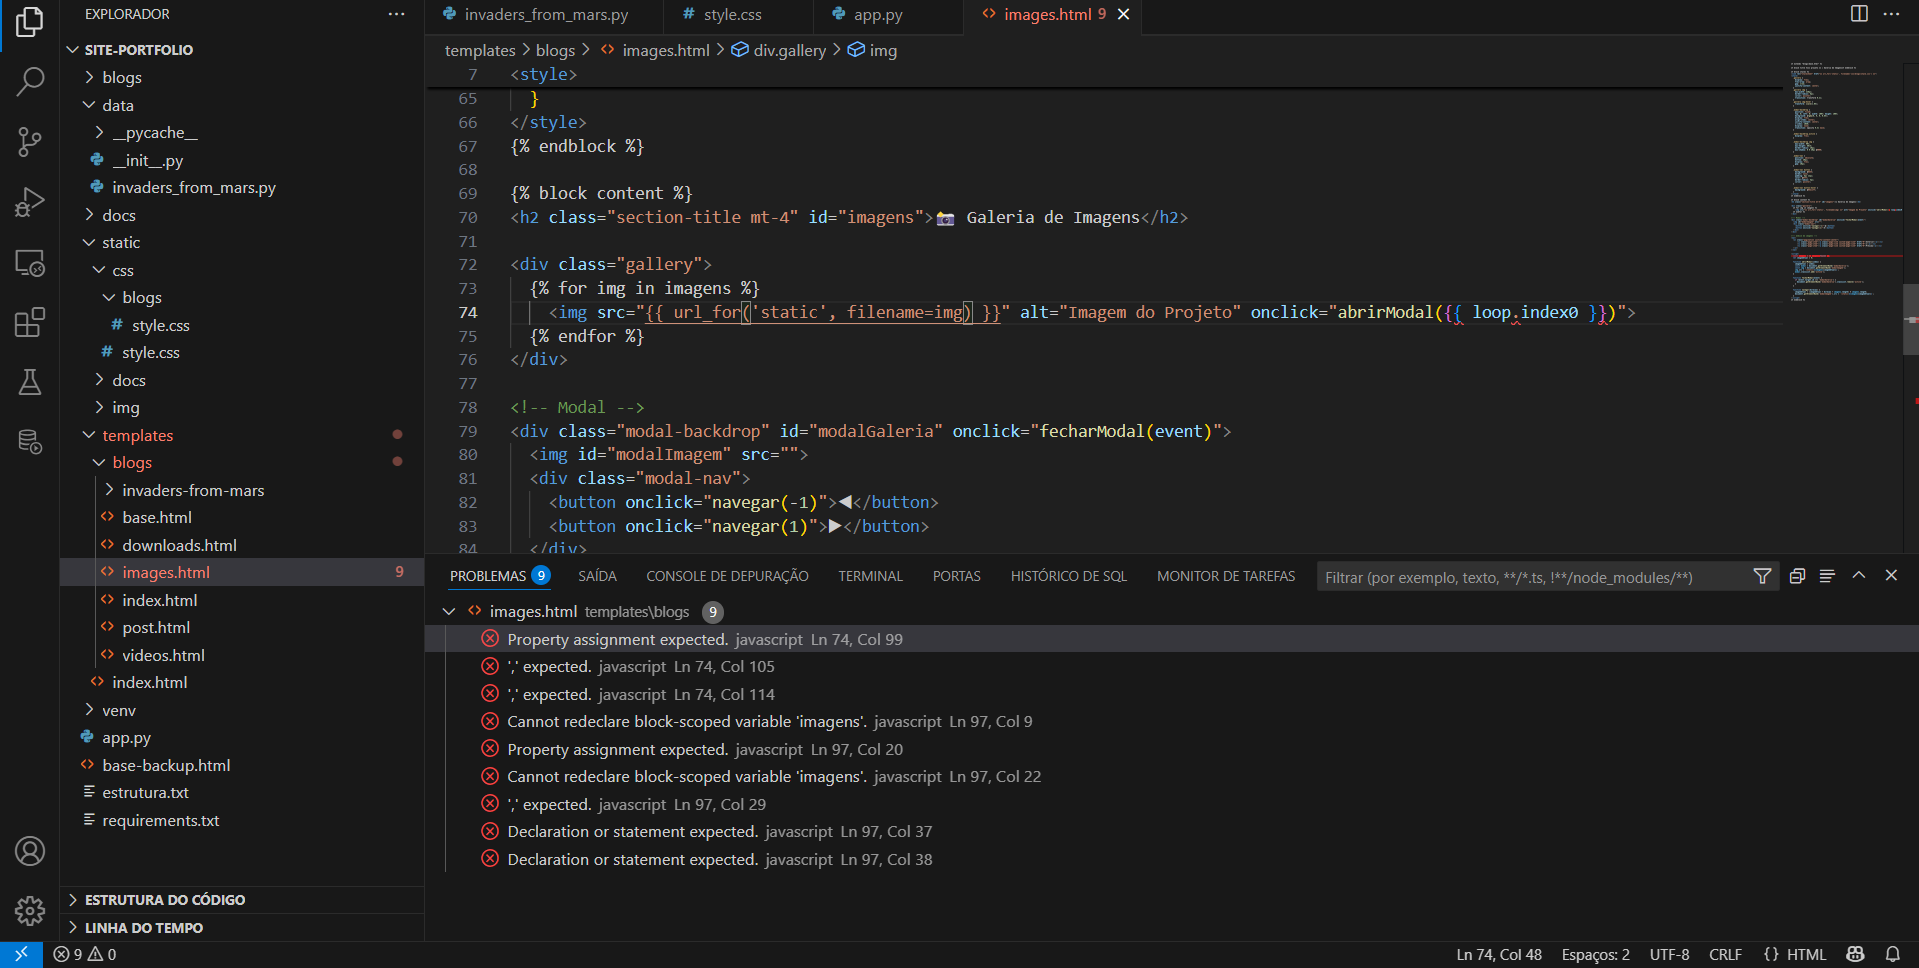 EXPLORADOR
SITE-PORTFOLIO
blogs
data
__pycache__
__init__.py
invaders_from_mars.py
docs
static
css
blogs
style.css
style.css
docs
img
templates
blogs
invaders-from-mars
base.html
downloads.html
images.html 9
index.html
post.html
videos.html
index.html
venv
app.py
base-backup.html
estrutura.txt
requirements.txt
ESTRUTURA DO CÓDIGO
LINHA DO TEMPO
invaders_from_mars.py
style.css
app.py
images.html 9
templates > blogs > images.html > div.gallery > img
7 <style>
65 }
66 </style>
67 {% endblock %}
68
69 {% block content %}
70 <h2 class="section-title mt-4" id="imagens">📷 Galeria de Imagens</h2>
71
72 <div class="gallery">
73 {% for img in imagens %}
74 <img src="{{ url_for('static', filename=img) }}" alt="Imagem do Projeto" onclick="abrirModal({{ loop.index0 }})">
75 {% endfor %}
76 </div>
77
78 <!-- Modal -->
79 <div class="modal-backdrop" id="modalGaleria" onclick="fecharModal(event)">
80 <img id="modalImagem" src="">
81 <div class="modal-nav">
82 <button onclick="navegar(-1)">◀</button>
83 <button onclick="navegar(1)">▶</button>
84 </div>
PROBLEMAS 9 SAÍDA CONSOLE DE DEPURAÇÃO TERMINAL PORTAS HISTÓRICO DE SQL MONITOR DE TAREFAS Filtrar (por exemplo, texto, **/*.ts, !**/node_modules/**)
images.html templates\blogs 9
Property assignment expected. javascript Ln 74, Col 99
',' expected. javascript Ln 74, Col 105
',' expected. javascript Ln 74, Col 114
Cannot redeclare block-scoped variable 'imagens'. javascript Ln 97, Col 9
Property assignment expected. javascript Ln 97, Col 20
Cannot redeclare block-scoped variable 'imagens'. javascript Ln 97, Col 22
',' expected. javascript Ln 97, Col 29
Declaration or statement expected. javascript Ln 97, Col 37
Declaration or statement expected. javascript Ln 97, Col 38
9 0
Ln 74, Col 48 Espaços: 2 UTF-8 CRLF {} HTML